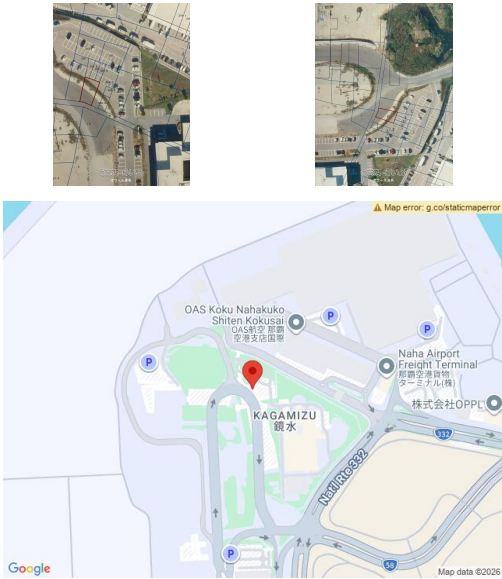 Map error: g.co/staticmaperror
OAS Koku Nahakuko
Shiten Kokusai
OAS航空 那覇
空港支店国際
P
P
P
Naha Airport
Freight Terminal
那覇空港貨物
ターミナル(株)
株式会社OPPL
KAGAMIZU
鏡水
332
Nat'l Rte 332
58
P
Google
Map data ©2026